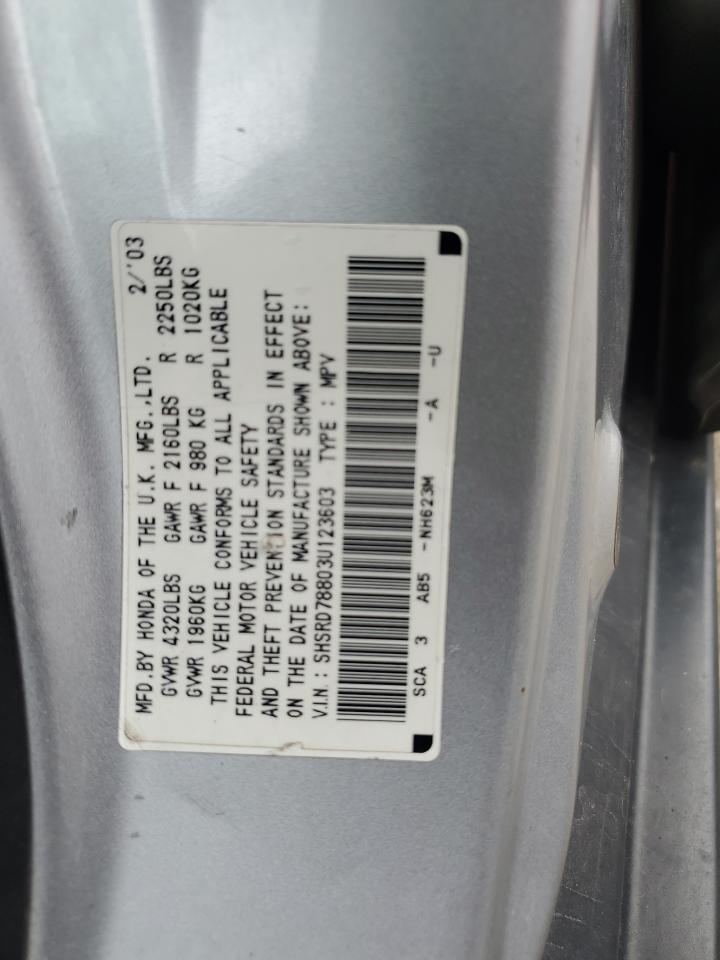 MFD.BY HONDA OF THE U.K. MFG.,LTD. 2/'03
GVWR 4320LBS GAWR F 2160LBS R 2250LBS
GVWR 1960KG GAWR F 980 KG R 1020KG
THIS VEHICLE CONFORMS TO ALL APPLICABLE
FEDERAL MOTOR VEHICLE SAFETY
AND THEFT PREVENTION STANDARDS IN EFFECT
ON THE DATE OF MANUFACTURE SHOWN ABOVE:
V.I.N.: SHSRD78803U123603 TYPE : MPV
SCA 3 AB5 -NH623M -A -U